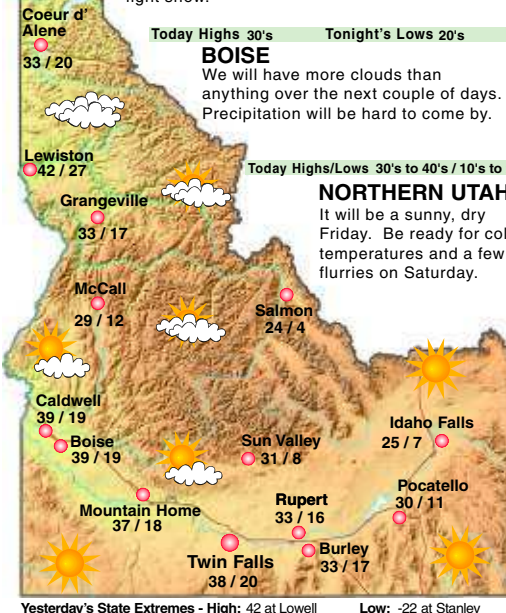 Coeur d'
Alene
33 / 20
Today Highs 30's Tonight's Lows 20's
BOISE
We will have more clouds than
anything over the next couple of days.
Precipitation will be hard to come by.
Lewiston
42 / 27
Today Highs/Lows 30's to 40's / 10's to
NORTHERN UTAH
It will be a sunny, dry
Friday. Be ready for
temperatures and a few
flurries on Saturday.
Grangeville
33 / 17
McCall
29 / 12
Salmon
24 / 4
Caldwell
39 / 19
Boise
39 / 19
Sun Valley
31 / 8
Idaho Falls
25 / 7
Pocatello
30 / 11
Mountain Home
37 / 18
Rupert
33 / 16
Twin Falls
38 / 20
Burley
33 / 17
Yesterday's State Extremes - High: 42 at Lowell Low: -22 at Stanley